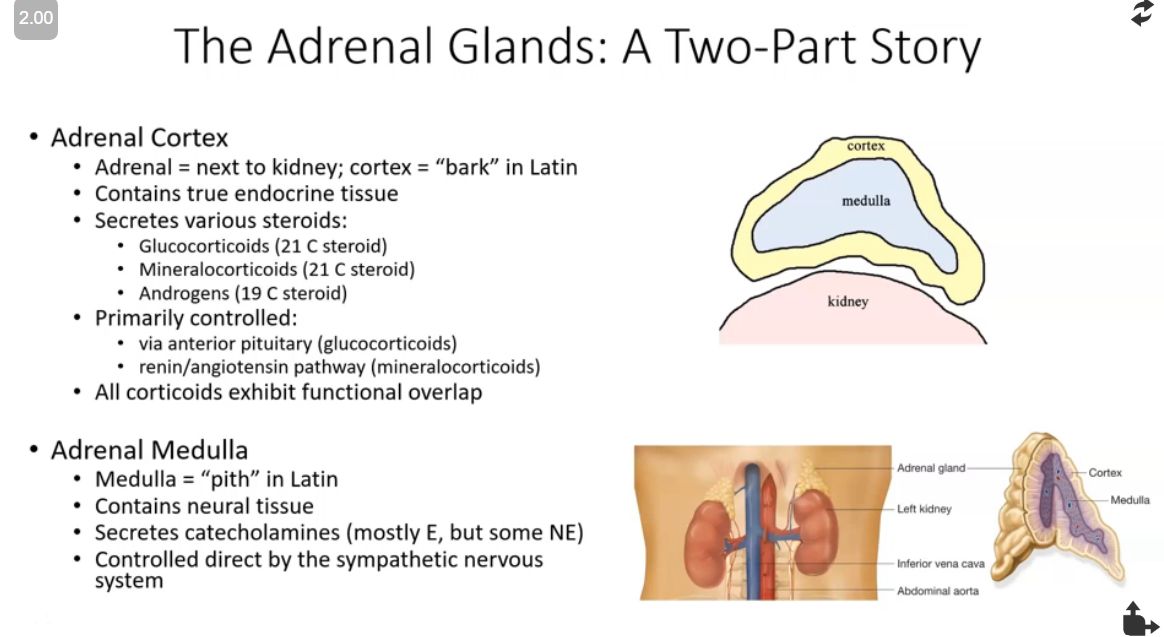 2.00
The Adrenal Glands: A Two-Part Story
• Adrenal Cortex
• Adrenal = next to kidney; cortex = “bark” in Latin
• Contains true endocrine tissue
• Secretes various steroids:
• Glucocorticoids (21 C steroid)
• Mineralocorticoids (21 C steroid)
• Androgens (19 C steroid)
• Primarily controlled:
• via anterior pituitary (glucocorticoids)
• renin/angiotensin pathway (mineralocorticoids)
• All corticoids exhibit functional overlap
• Adrenal Medulla
• Medulla = “pith” in Latin
• Contains neural tissue
• Secretes catecholamines (mostly E, but some NE)
• Controlled direct by the sympathetic nervous
system
cortex
medulla
kidney
Adrenal gland
Left kidney
Inferior vena cava
Abdominal aorta
Cortex
Medulla